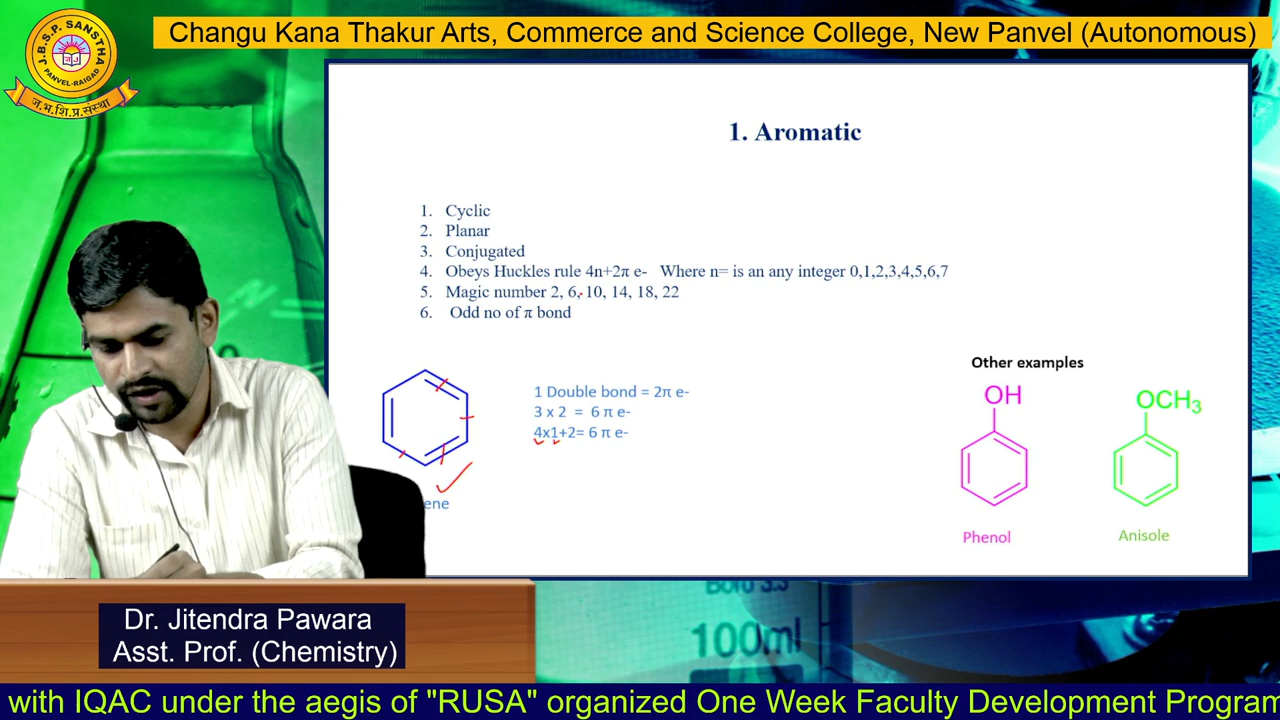 Changu Kana Thakur Arts, Commerce and Science College, New Panvel (Autonomous)
J.B.S.P. SANSTHA
PANVEL-RAIGAD
ज.भ.शि.प्र.संस्था
1. Aromatic
1. Cyclic
2. Planar
3. Conjugated
4. Obeys Huckles rule 4n+2π e- Where n= is an any integer 0,1,2,3,4,5,6,7
5. Magic number 2, 6, 10, 14, 18, 22
6. Odd no of π bond
1 Double bond = 2π e-
3 x 2 = 6 π e-
4x1+2= 6 π e-
ene
Other examples
OH
OCH3
Phenol
Anisole
100ml
Dr. Jitendra Pawara
Asst. Prof. (Chemistry)
with IQAC under the aegis of "RUSA" organized One Week Faculty Development Program